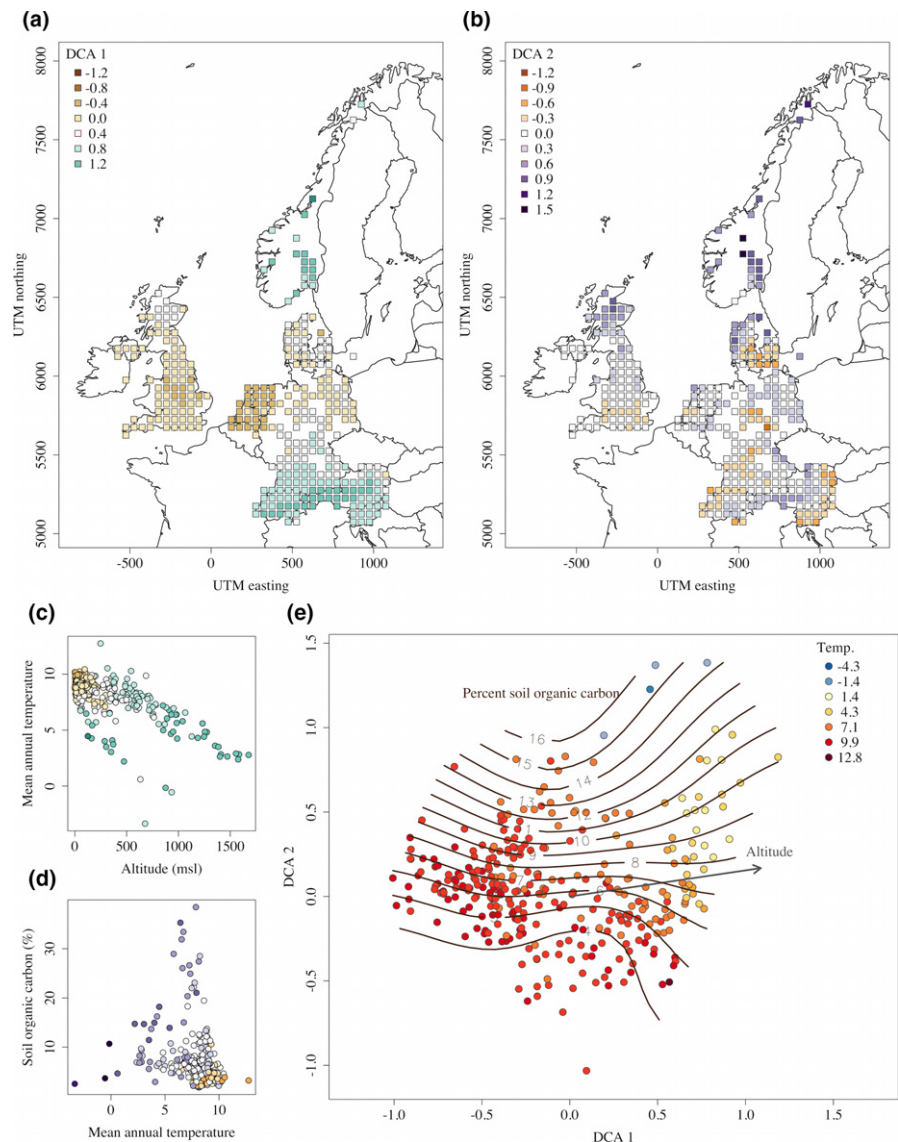 (a)
DCA 1
-1.2
-0.8
-0.4
0.0
0.4
0.8
1.2
8000
7500
7000
6500
6000
5500
5000
UTM northing
-500 0 500 1000
UTM easting
(b)
DCA 2
-1.2
-0.9
-0.6
-0.3
0.0
0.3
0.6
0.9
1.2
1.5
8000
7500
7000
6500
6000
5500
5000
UTM northing
-500 0 500 1000
UTM easting
(c)
10
5
0
Mean annual temperature
0 500 1000 1500
Altitude (msl)
(d)
30
20
10
Soil organic carbon (%)
0 5 10
Mean annual temperature
(e)
1.5
1.0
0.5
0.0
-0.5
-1.0
DCA 2
Temp.
-4.3
-1.4
1.4
4.3
7.1
9.9
12.8
Percent soil organic carbon
16
15
14
13
12
10
9
8
7
4
Altitude
-1.0 -0.5 0.0 0.5 1.0 1.5
DCA 1